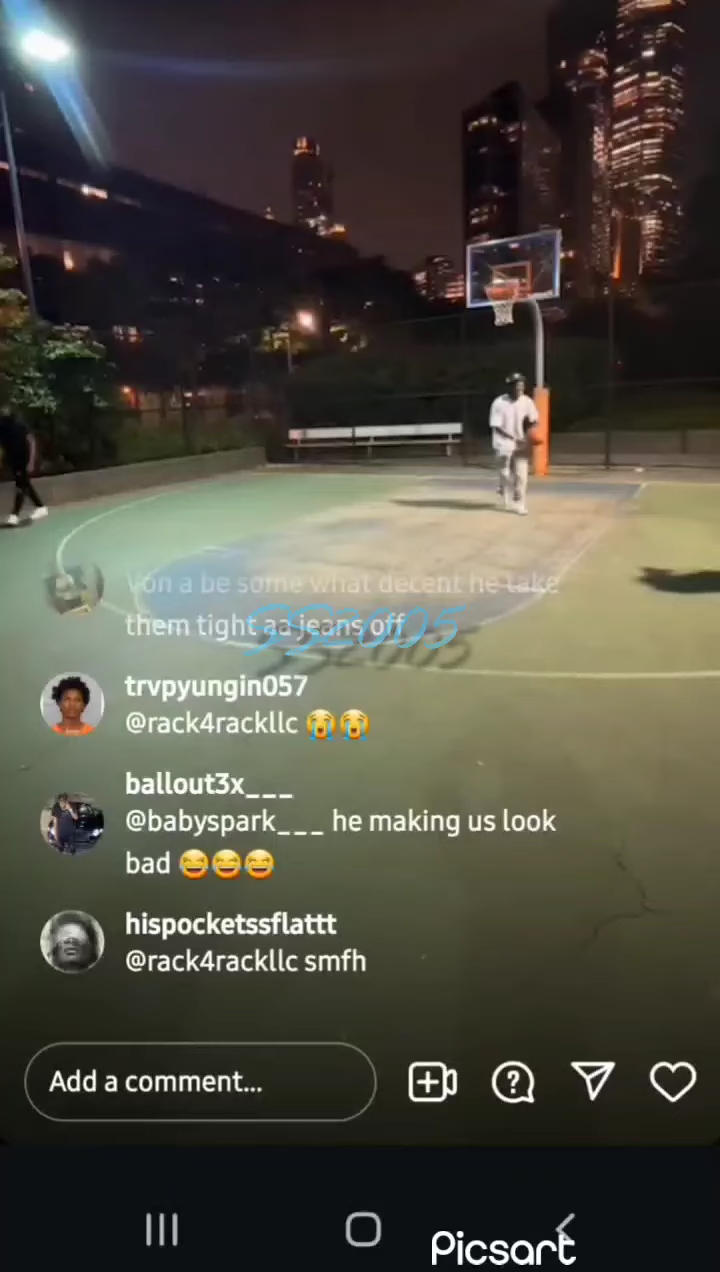 Von a be some what decent he take
them tight aa jeans off
SS2005
trvpyungin057
@rack4rackllc 😭😭
ballout3x___
@babyspark___ he making us look
bad 😆😂😂
hispocketssflattt
@rack4rackllc smfh
Add a comment...
Picsart